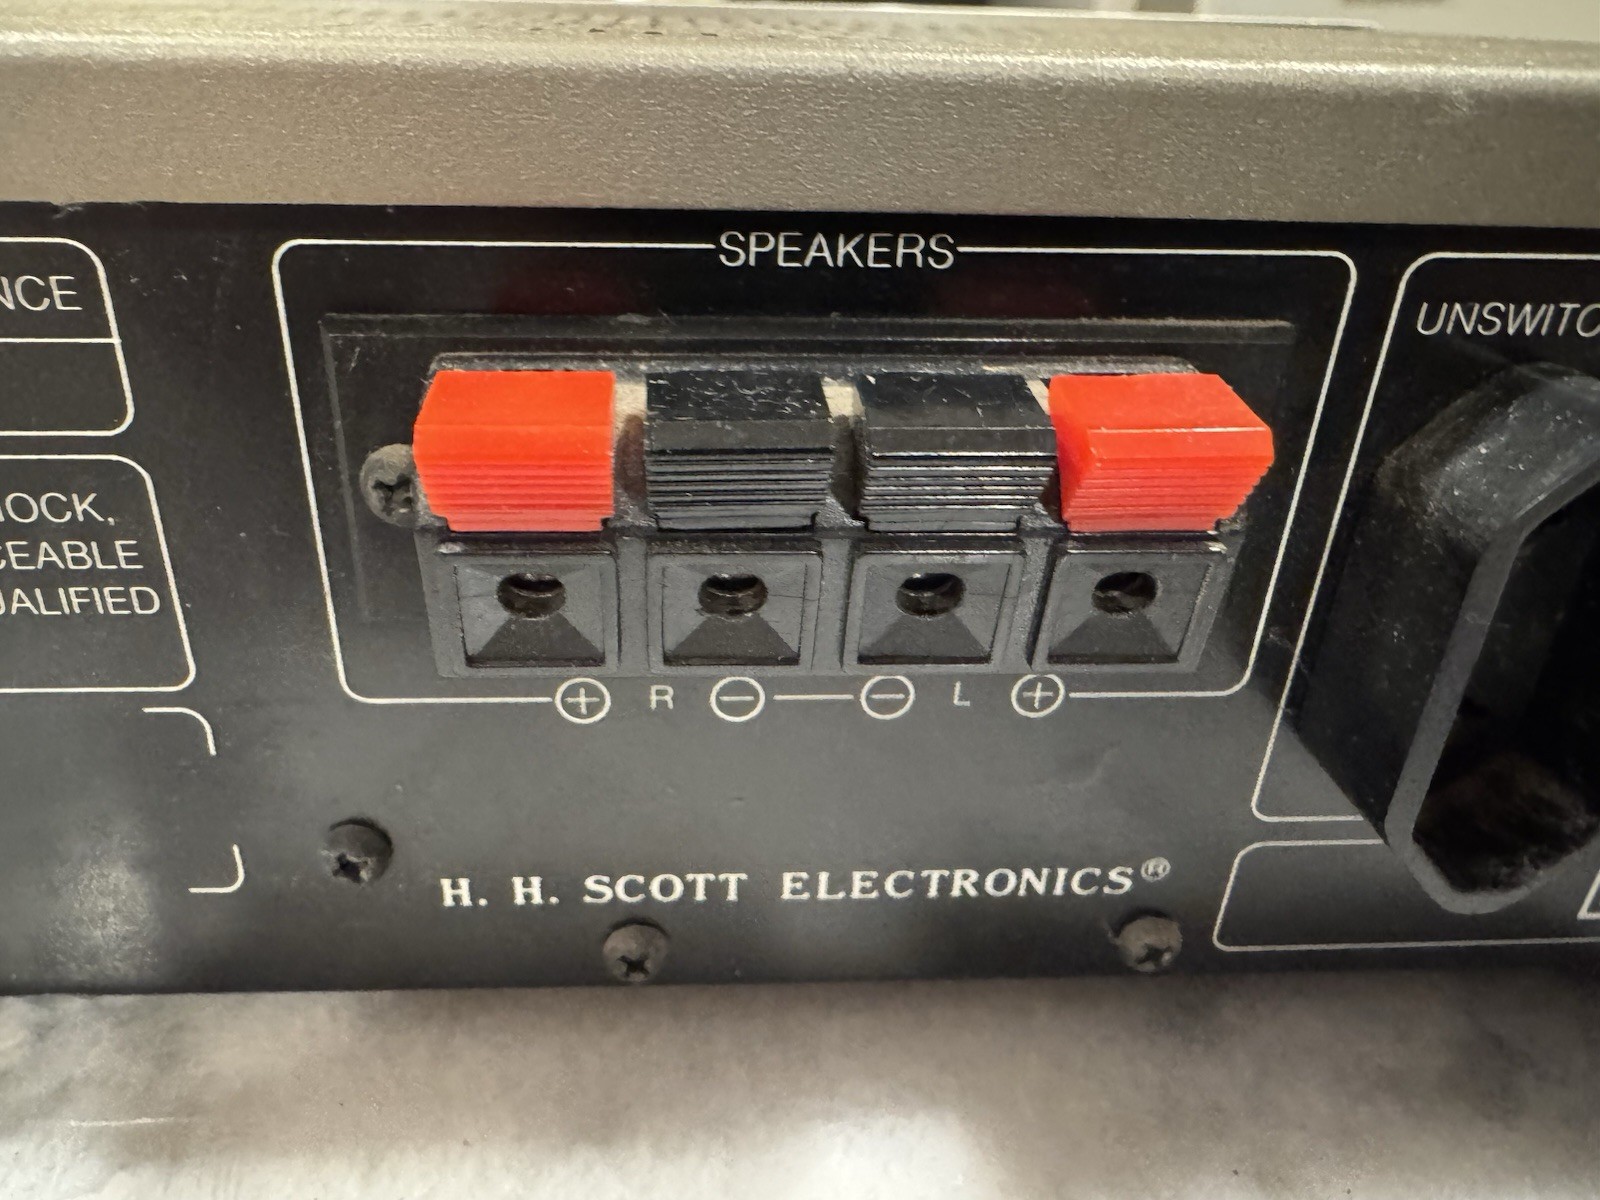 SPEAKERS
NCE
UNSWITC
OCK,
CEABLE
UALIFIED
+ R − − L +
H. H. SCOTT ELECTRONICS®